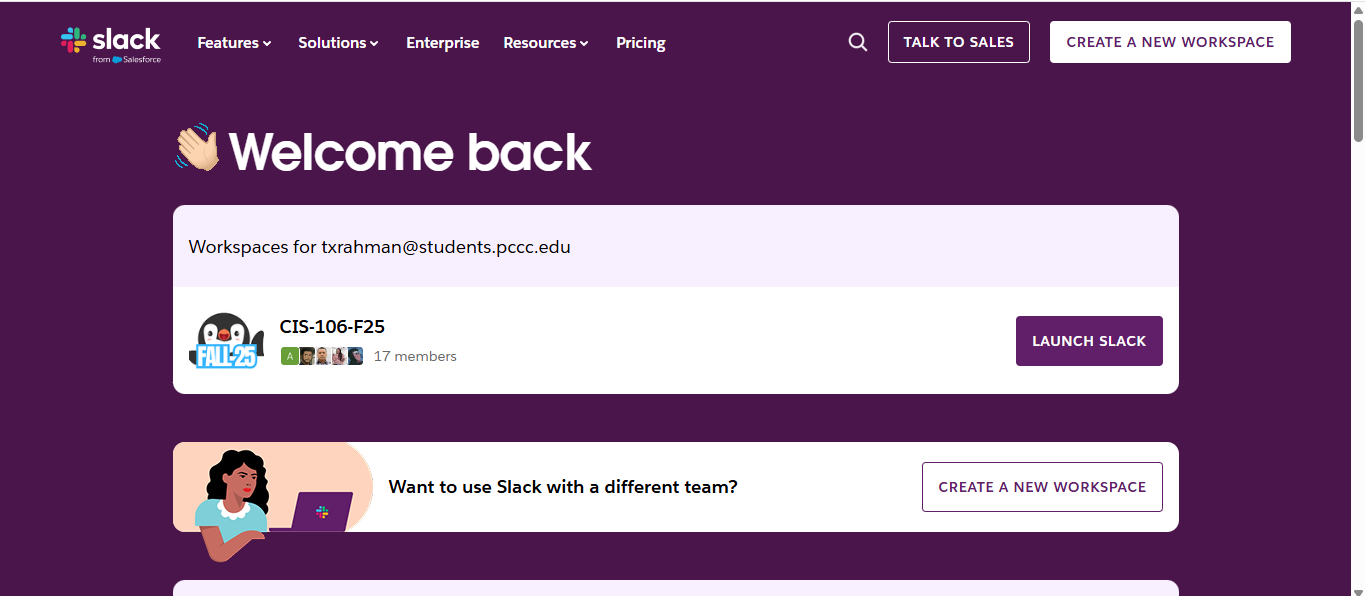 slack
from Salesforce
Features
Solutions
Enterprise
Resources
Pricing
TALK TO SALES
CREATE A NEW WORKSPACE
Welcome back
Workspaces for txrahman@students.pccc.edu
FALL-25
CIS-106-F25
A
17 members
LAUNCH SLACK
Want to use Slack with a different team?
CREATE A NEW WORKSPACE